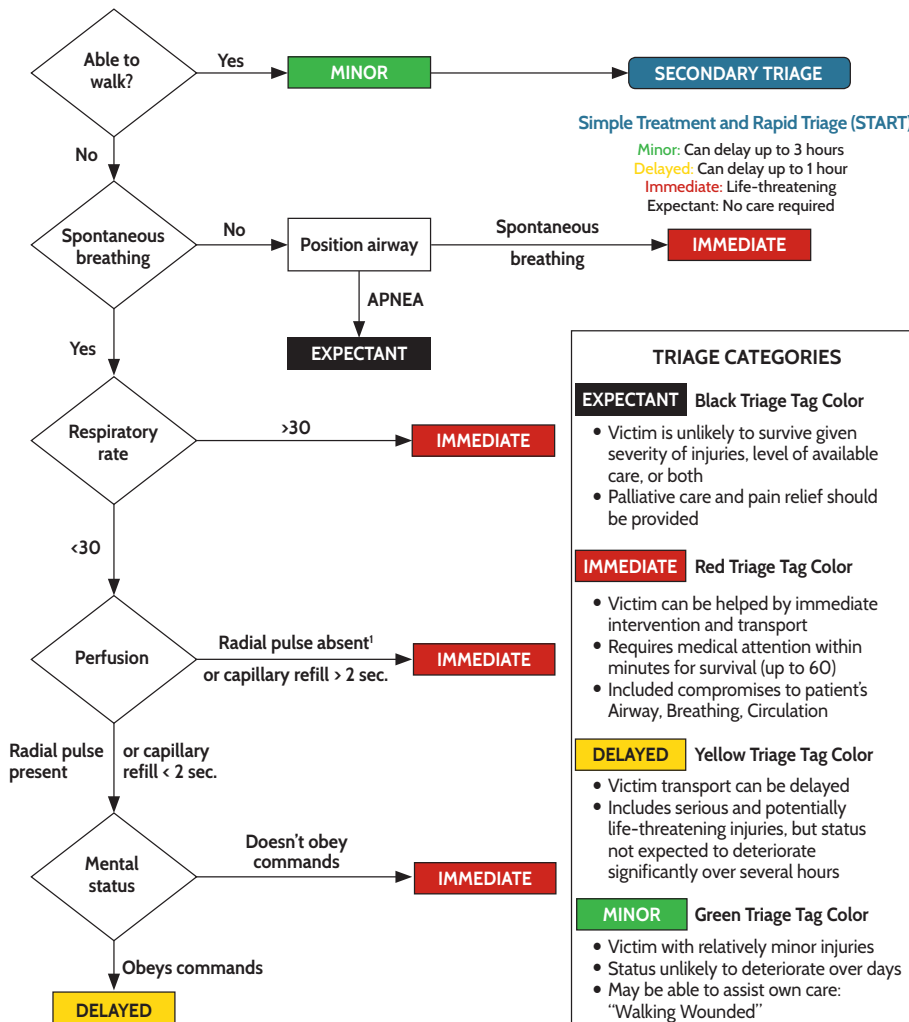 Able to
walk?
Yes
MINOR
SECONDARY TRIAGE
Simple Treatment and Rapid Triage (START)
Minor: Can delay up to 3 hours
Delayed: Can delay up to 1 hour
Immediate: Life-threatening
Expectant: No care required
No
Spontaneous
breathing
No
Position airway
Spontaneous
breathing
IMMEDIATE
APNEA
EXPECTANT
Yes
Respiratory
rate
>30
IMMEDIATE
<30
Perfusion
Radial pulse absent¹
or capillary refill > 2 sec.
IMMEDIATE
Radial pulse
present
or capillary
refill < 2 sec.
Mental
status
Doesn't obey
commands
IMMEDIATE
Obeys commands
DELAYED
TRIAGE CATEGORIES
EXPECTANT Black Triage Tag Color
• Victim is unlikely to survive given
severity of injuries, level of available
care, or both
• Palliative care and pain relief should
be provided
IMMEDIATE Red Triage Tag Color
• Victim can be helped by immediate
intervention and transport
• Requires medical attention within
minutes for survival (up to 60)
• Included compromises to patient's
Airway, Breathing, Circulation
DELAYED Yellow Triage Tag Color
• Victim transport can be delayed
• Includes serious and potentially
life-threatening injuries, but status
not expected to deteriorate
significantly over several hours
MINOR Green Triage Tag Color
• Victim with relatively minor injuries
• Status unlikely to deteriorate over days
• May be able to assist own care:
"Walking Wounded"